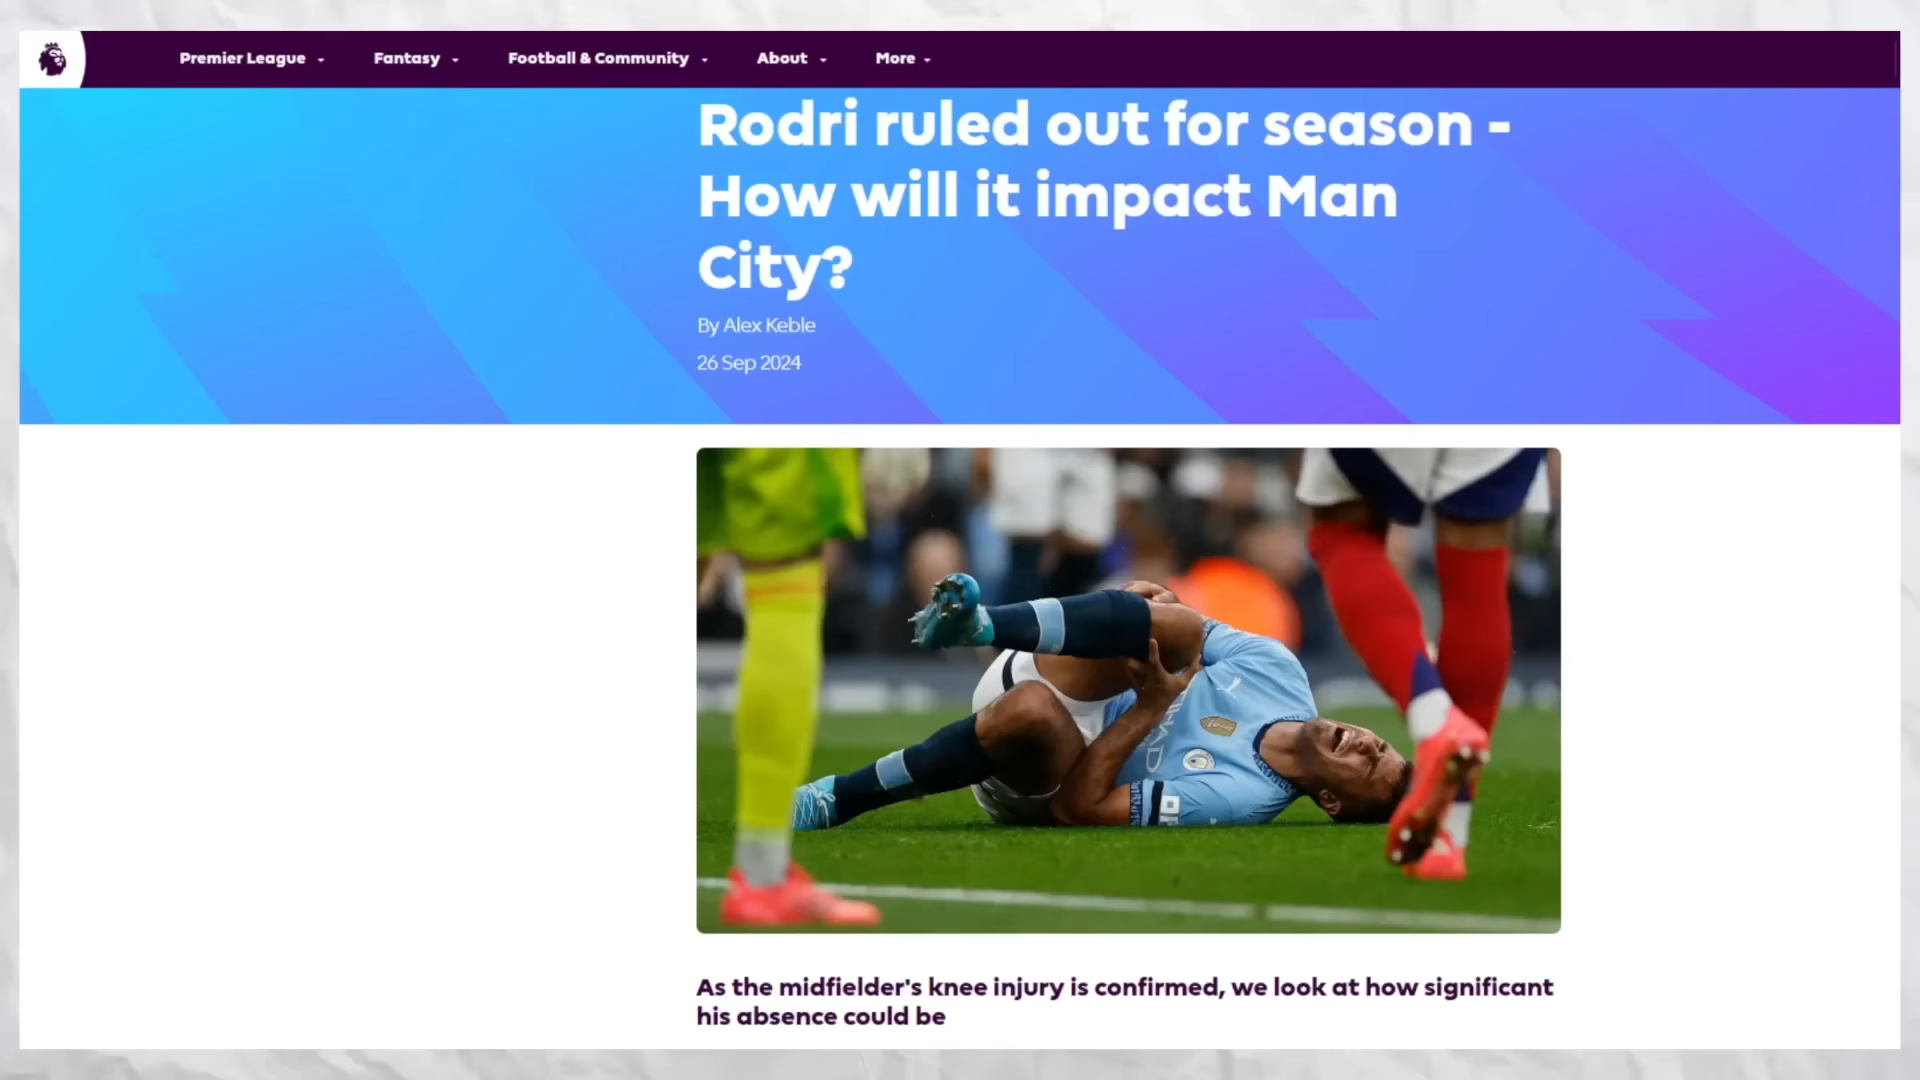 Premier League
Fantasy
Football & Community
About
More
Rodri ruled out for season -
How will it impact Man
City?
By Alex Keble
26 Sep 2024
As the midfielder's knee injury is confirmed, we look at how significant
his absence could be